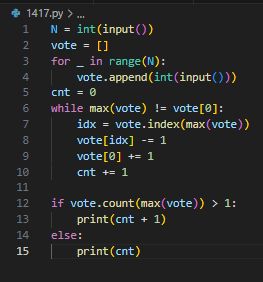 1417.py > ...
1 N = int(input())
2 vote = []
3 for _ in range(N):
4     vote.append(int(input()))
5 cnt = 0
6 while max(vote) != vote[0]:
7     idx = vote.index(max(vote))
8     vote[idx] -= 1
9     vote[0] += 1
10     cnt += 1
11
12 if vote.count(max(vote)) > 1:
13     print(cnt + 1)
14 else:
15     print(cnt)